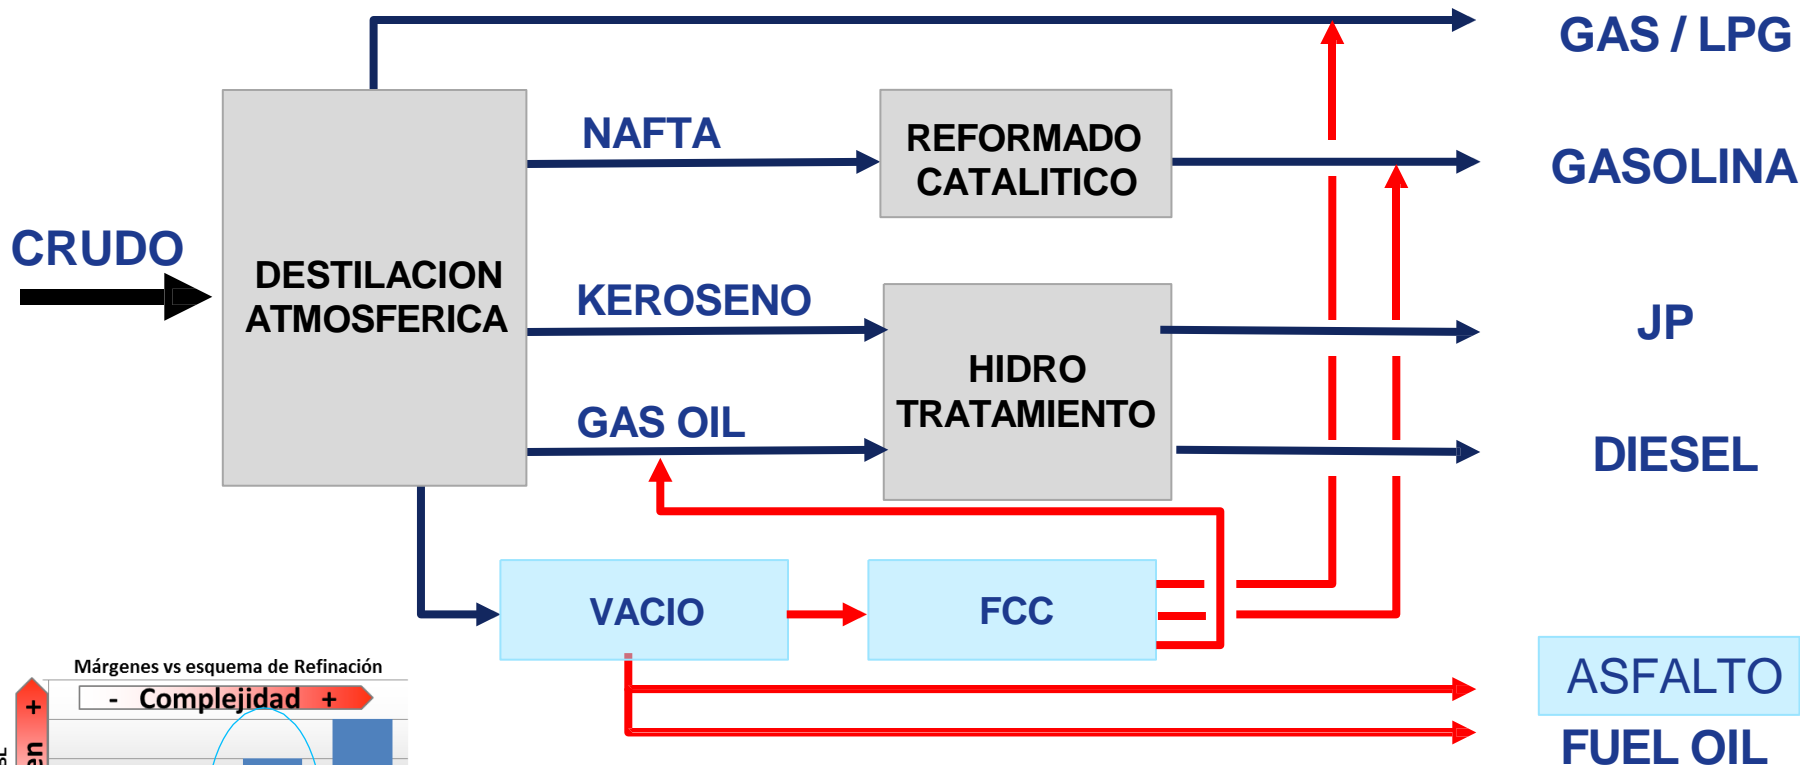 GAS / LPG
NAFTA
REFORMADO
CATALITICO
GASOLINA
CRUDO
DESTILACION
ATMOSFERICA
KEROSENO
JP
HIDRO
TRATAMIENTO
GAS OIL
DIESEL
VACIO
FCC
ASFALTO
FUEL OIL
Márgenes vs esquema de Refinación
- Complejidad +
+